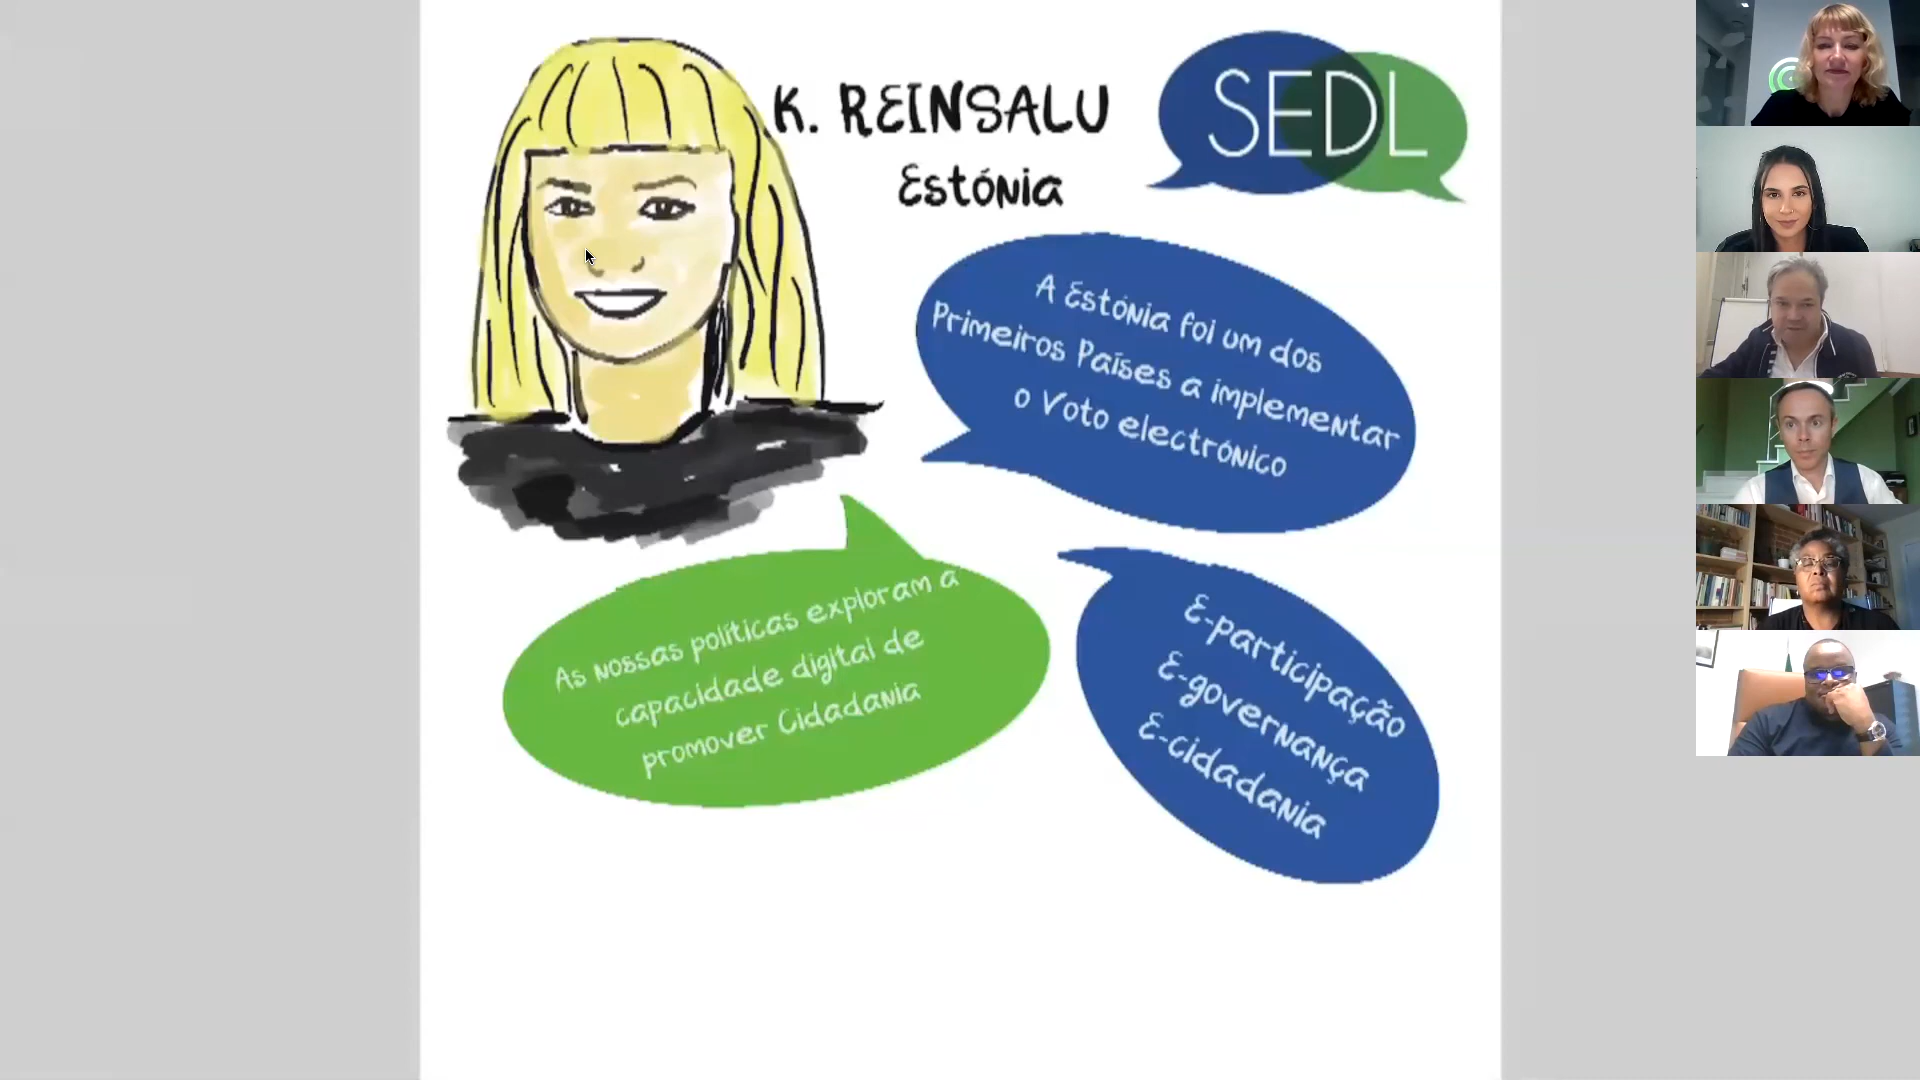 K. REINSALU
Estónia
SEDL
A Estónia foi um dos
Primeiros Países a implementar
o Voto electrónico
As nossas políticas exploram a
capacidade digital de
promover Cidadania
E-participação
E-governança
E-cidadania